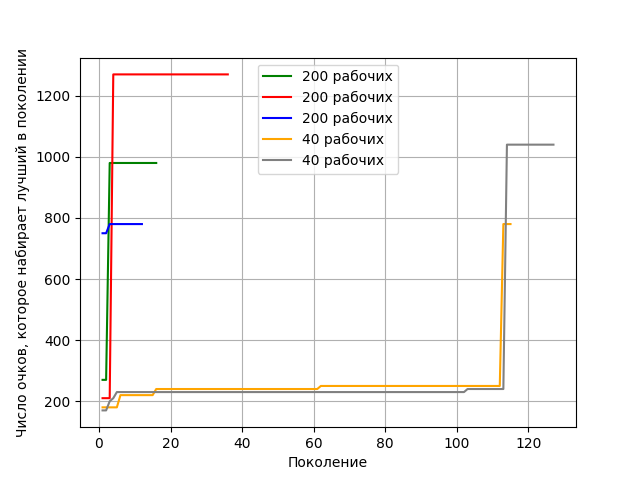 Число очков, которое набирает лучший в поколении
1200
1000
800
600
400
200
200 рабочих
200 рабочих
200 рабочих
40 рабочих
40 рабочих
0 20 40 60 80 100 120
Поколение